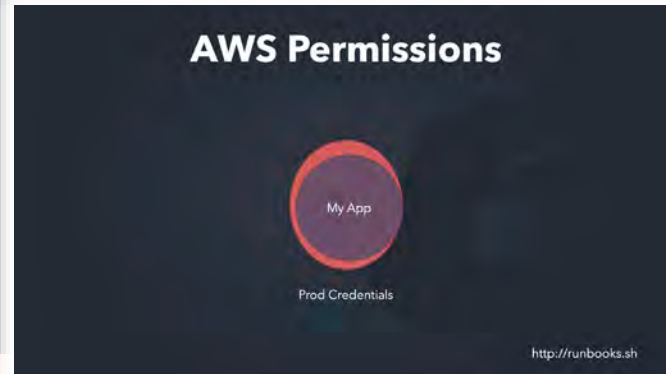 AWS Permissions
My App
Prod Credentials
http://runbooks.sh